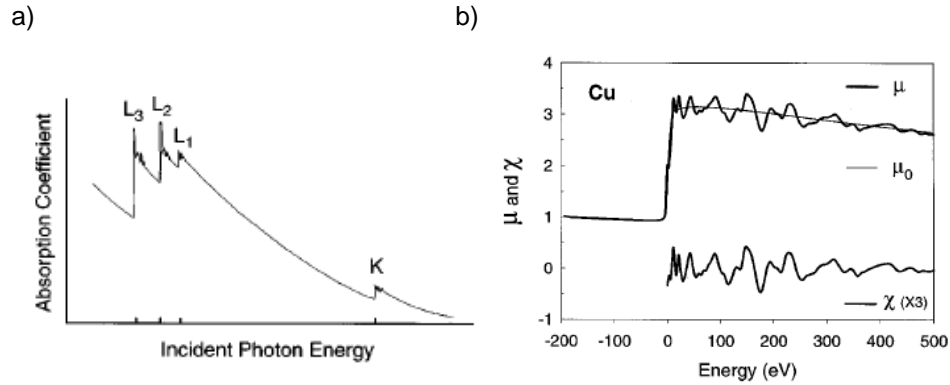 a)
L3
L2
L1
K
Absorption Coefficient
Incident Photon Energy
b)
4
3
2
1
0
-1
Cu
μ
μ0
χ (X3)
μ and χ
-200
-100
0
100
200
300
400
500
Energy (eV)